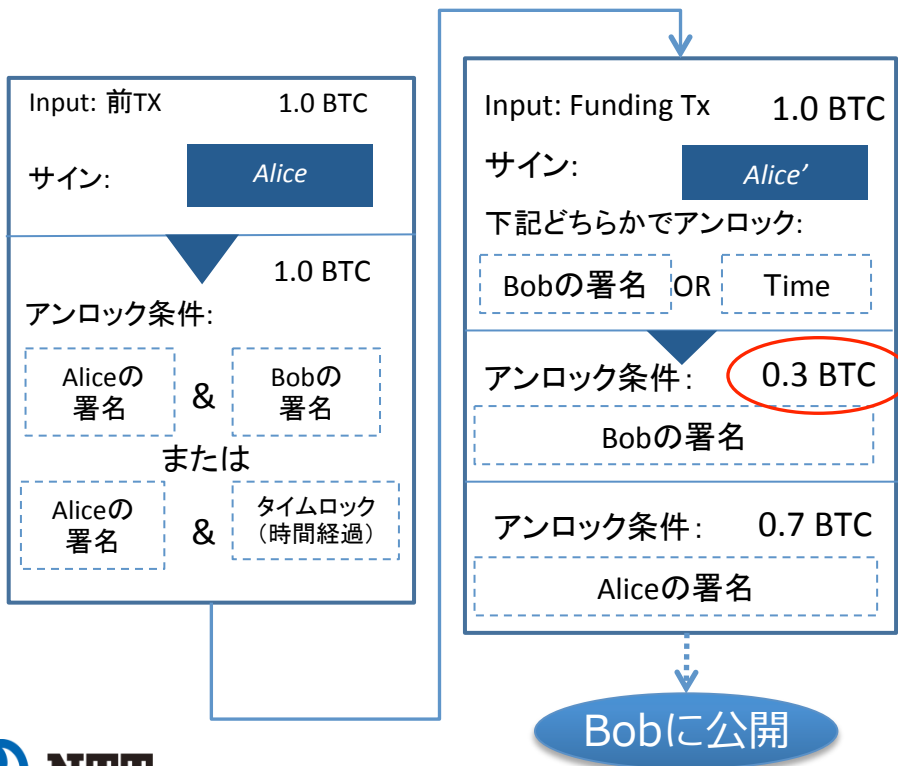 Input: 前TX 1.0 BTC
サイン: Alice
1.0 BTC
アンロック条件:
Aliceの
署名
&
Bobの
署名
または
Aliceの
署名
&
タイムロック
（時間経過）
Input: Funding Tx 1.0 BTC
サイン: Alice’
下記どちらかでアンロック:
Bobの署名 OR Time
アンロック条件: 0.3 BTC
Bobの署名
アンロック条件: 0.7 BTC
Aliceの署名
Bobに公開
NTT